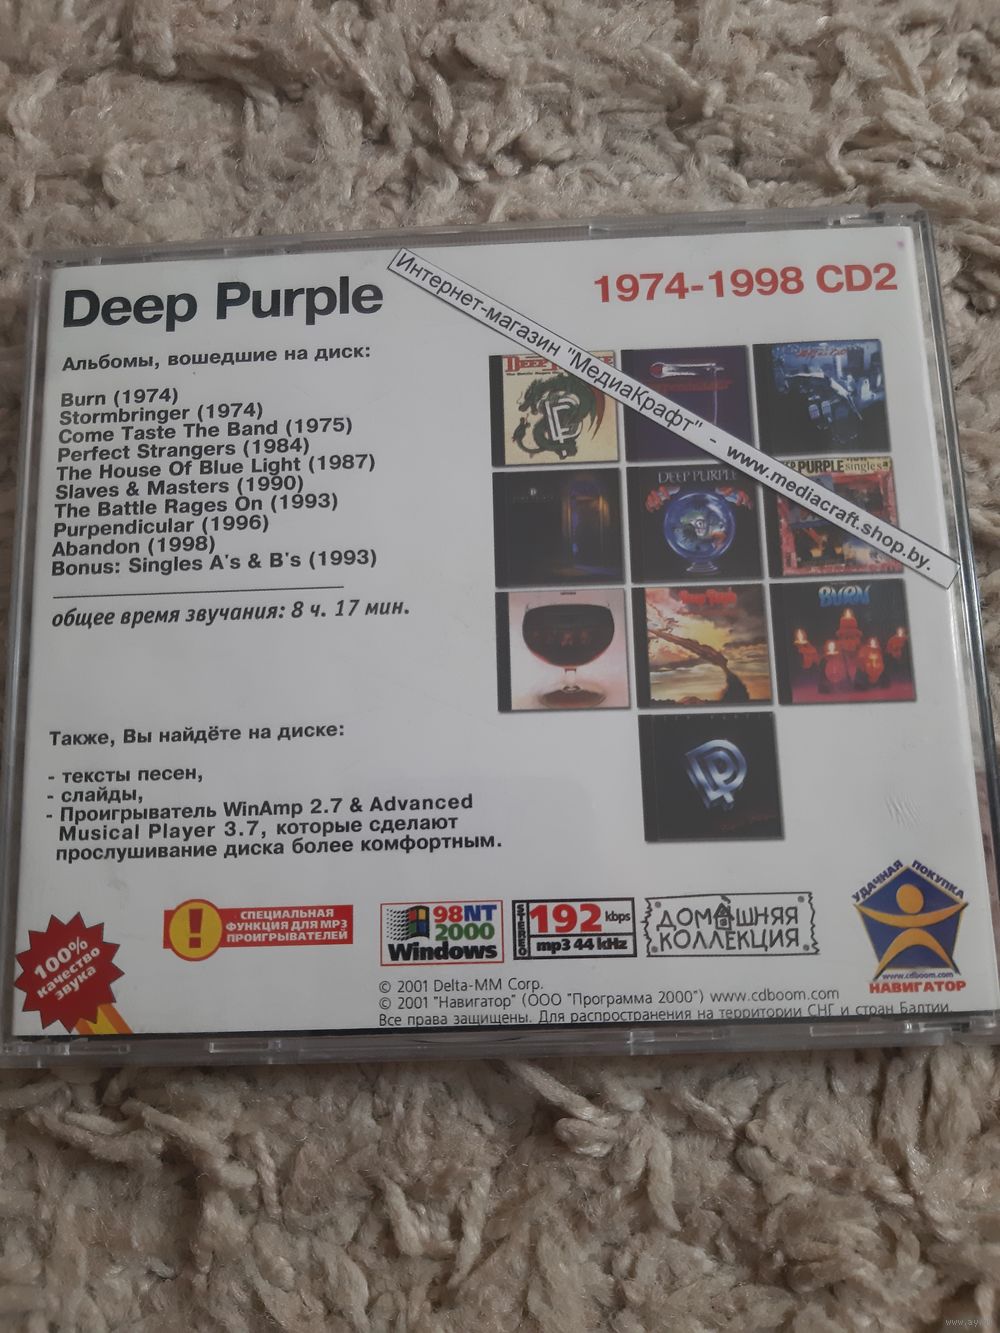 Deep Purple
1974-1998 CD2
Интернет-магазин "МедиаКрафт" - www.mediacraft.shop.by.
Альбомы, вошедшие на диск:
Burn (1974)
Stormbringer (1974)
Come Taste The Band (1975)
Perfect Strangers (1984)
The House Of Blue Light (1987)
Slaves & Masters (1990)
The Battle Rages On (1993)
Purpendicular (1996)
Abandon (1998)
Bonus: Singles A's & B's (1993)
общее время звучания: 8 ч. 17 мин.
DEEP PURPLE
PURPLE singles a
BURN
Также, Вы найдёте на диске:
- тексты песен,
- слайды,
- Проигрыватель WinAmp 2.7 & Advanced
Musical Player 3.7, которые сделают
прослушивание диска более комфортным.
100%
качество
звука
!
СПЕЦИАЛЬНАЯ
ФУНКЦИЯ ДЛЯ MP3
ПРОИГРЫВАТЕЛЕЙ
98NT
2000
Windows
STEREO
192 kbps
mp3 44 kHz
ДОМАШНЯЯ
КОЛЛЕКЦИЯ
УДАЧНАЯ ПОКУПКА
www.cdboom.com
НАВИГАТОР
© 2001 Delta-MM Corp.
© 2001 "Навигатор" (ООО "Программа 2000") www.cdboom.com
Все права защищены. Для распространения на территории СНГ и стран Балтии